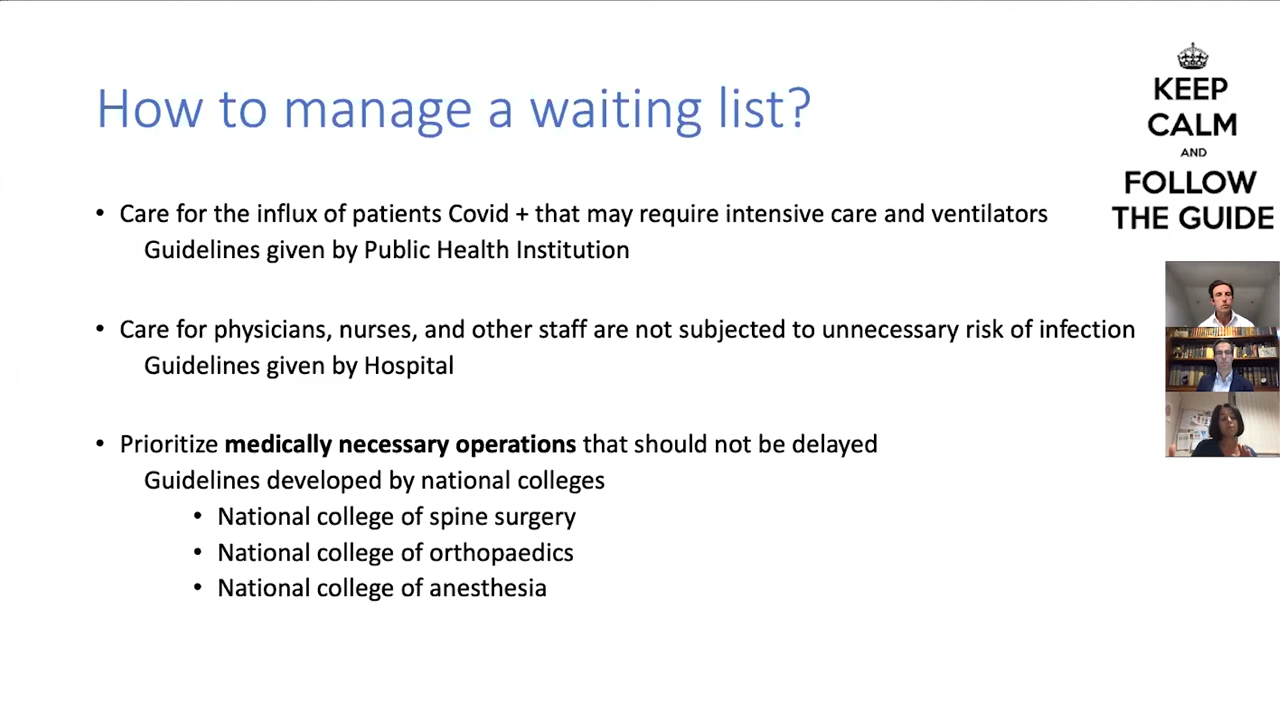 How to manage a waiting list?
KEEP
CALM
AND
FOLLOW
THE GUIDE
• Care for the influx of patients Covid + that may require intensive care and ventilators
Guidelines given by Public Health Institution
• Care for physicians, nurses, and other staff are not subjected to unnecessary risk of infection
Guidelines given by Hospital
• Prioritize medically necessary operations that should not be delayed
Guidelines developed by national colleges
• National college of spine surgery
• National college of orthopaedics
• National college of anesthesia